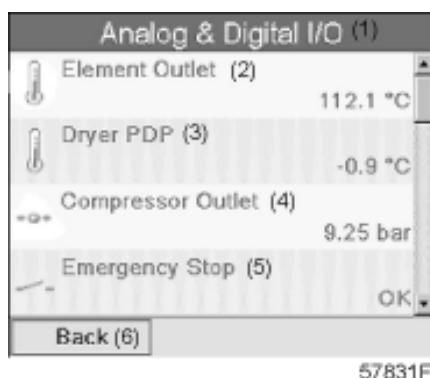 Analog & Digital I/O (1)
Element Outlet (2)
112.1 °C
Dryer PDP (3)
-0.9 °C
Compressor Outlet (4)
9.25 bar
Emergency Stop (5)
OK
Back (6)
57831F